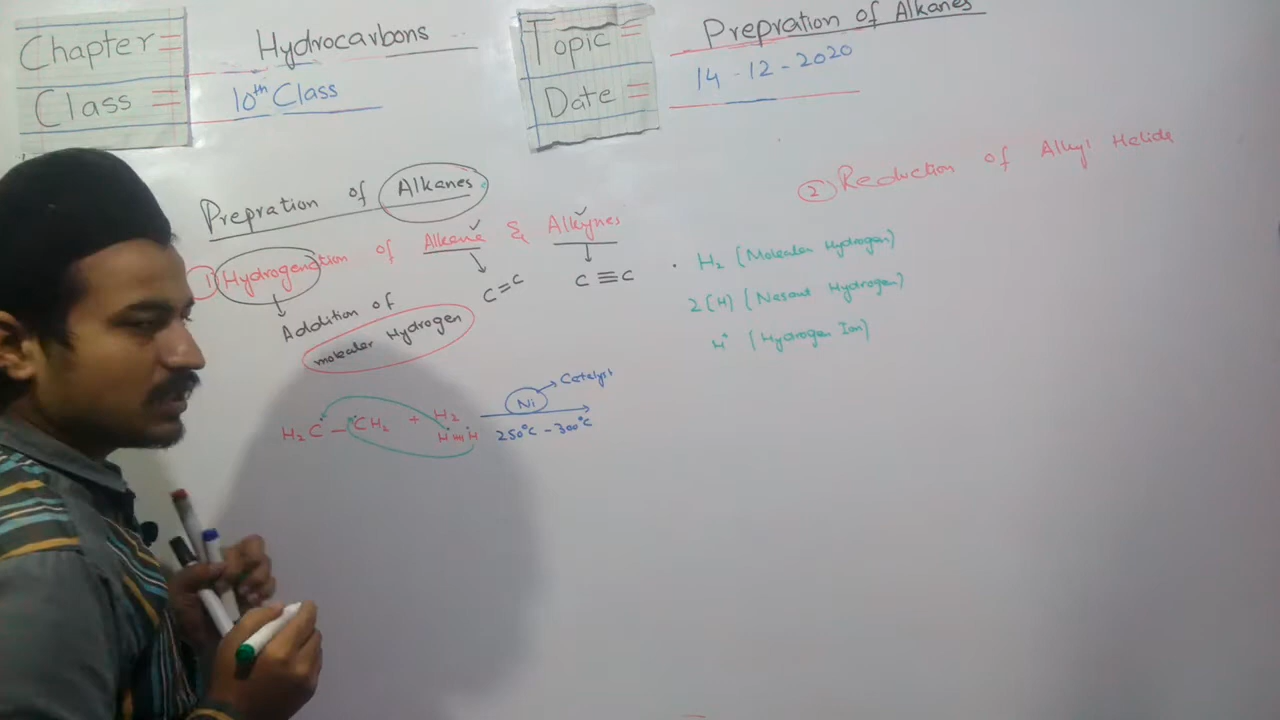 Chapter =
Hydrocarbons
Class =
10th Class
Topic =
Prepration of Alkanes
Date =
14-12-2020
Prepration of Alkanes
① Hydrogenation of Alkene & Alkynes
C=C
C≡C
Addition of
molecular Hydrogen
H₂C – CH₂ + H₂
H H
Ni
Catalyst
250°C - 300°C
② Reduction of Alkyl Helide
H₂ (Molecular Hydrogen)
2[H] (Nesant Hydrogen)
H⁺ (Hydrogen Ion)